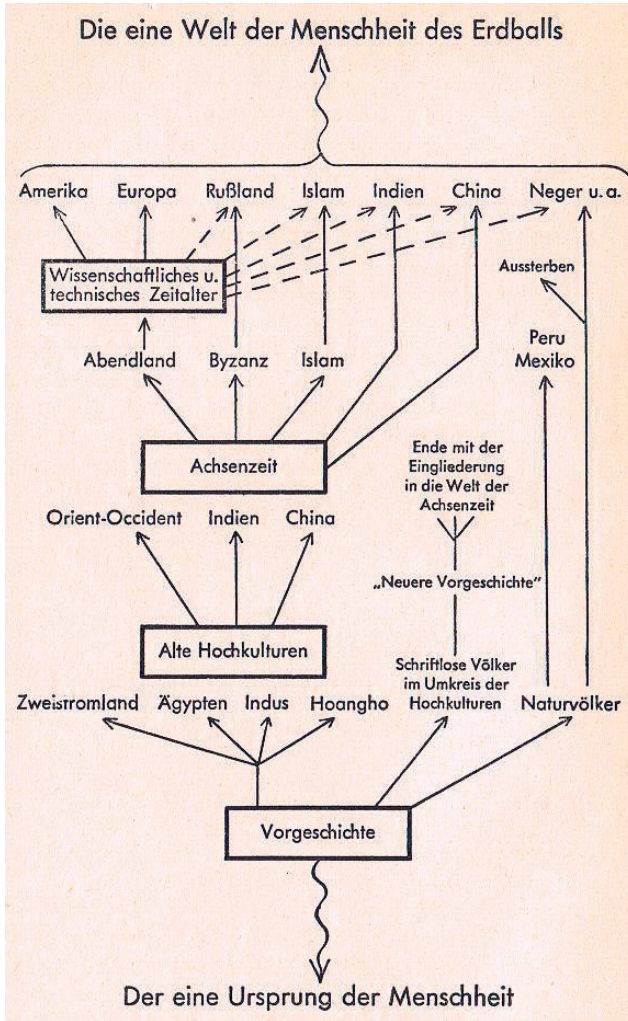 Die eine Welt der Menschheit des Erdballs
Amerika Europa Rußland Islam Indien China Neger u. a.
Wissenschaftliches u.
technisches Zeitalter
Aussterben
Abendland Byzanz Islam
Peru
Mexiko
Achsenzeit
Ende mit der
Eingliederung
in die Welt der
Achsenzeit
Orient-Occident Indien China
„Neuere Vorgeschichte“
Alte Hochkulturen
Schriftlose Völker
im Umkreis der
Hochkulturen
Zweistromland Ägypten Indus Hoangho
Naturvölker
Vorgeschichte
Der eine Ursprung der Menschheit